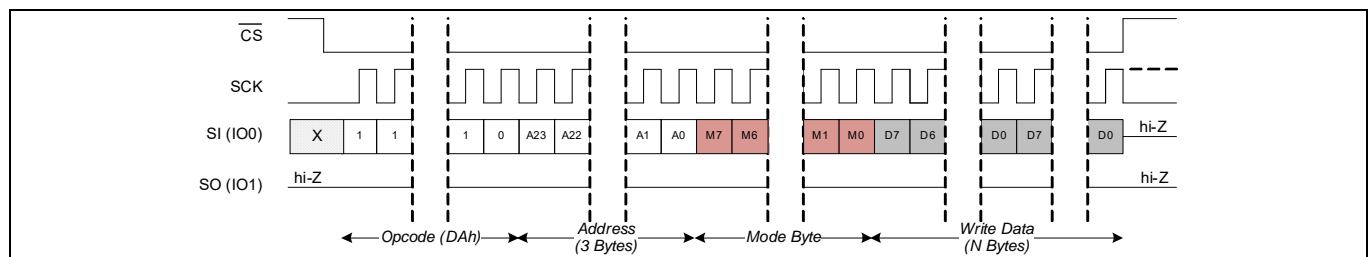 CS
SCK
SI (IO0) X 1 1 1 0 A23 A22 A1 A0 M7 M6 M1 M0 D7 D6 D0 D7 D0 hi-Z
SO (IO1) hi-Z hi-Z
Opcode (DAh) Address Mode Byte Write Data
(3 Bytes) (N Bytes)